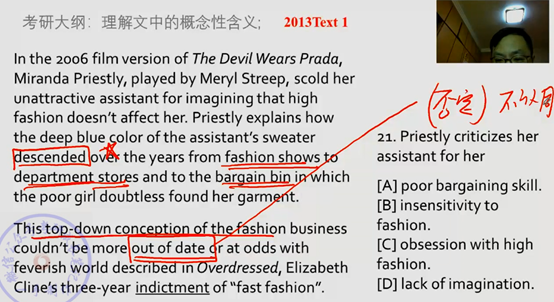 考研大纲：理解文中的概念性含义;
2013Text 1
In the 2006 film version of The Devil Wears Prada,
Miranda Priestly, played by Meryl Streep, scold her
unattractive assistant for imagining that high
fashion doesn't affect her. Priestly explains how
the deep blue color of the assistant's sweater
descended over the years from fashion shows to
department stores and to the bargain bin in which
the poor girl doubtless found her garment.
This top-down conception of the fashion business
couldn't be more out of date or at odds with
feverish world described in Overdressed, Elizabeth
Cline's three-year indictment of "fast fashion".
(否定)
21. Priestly criticizes her
assistant for her
[A] poor bargaining skill.
[B] insensitivity to
fashion.
[C] obsession with high
fashion.
[D] lack of imagination.